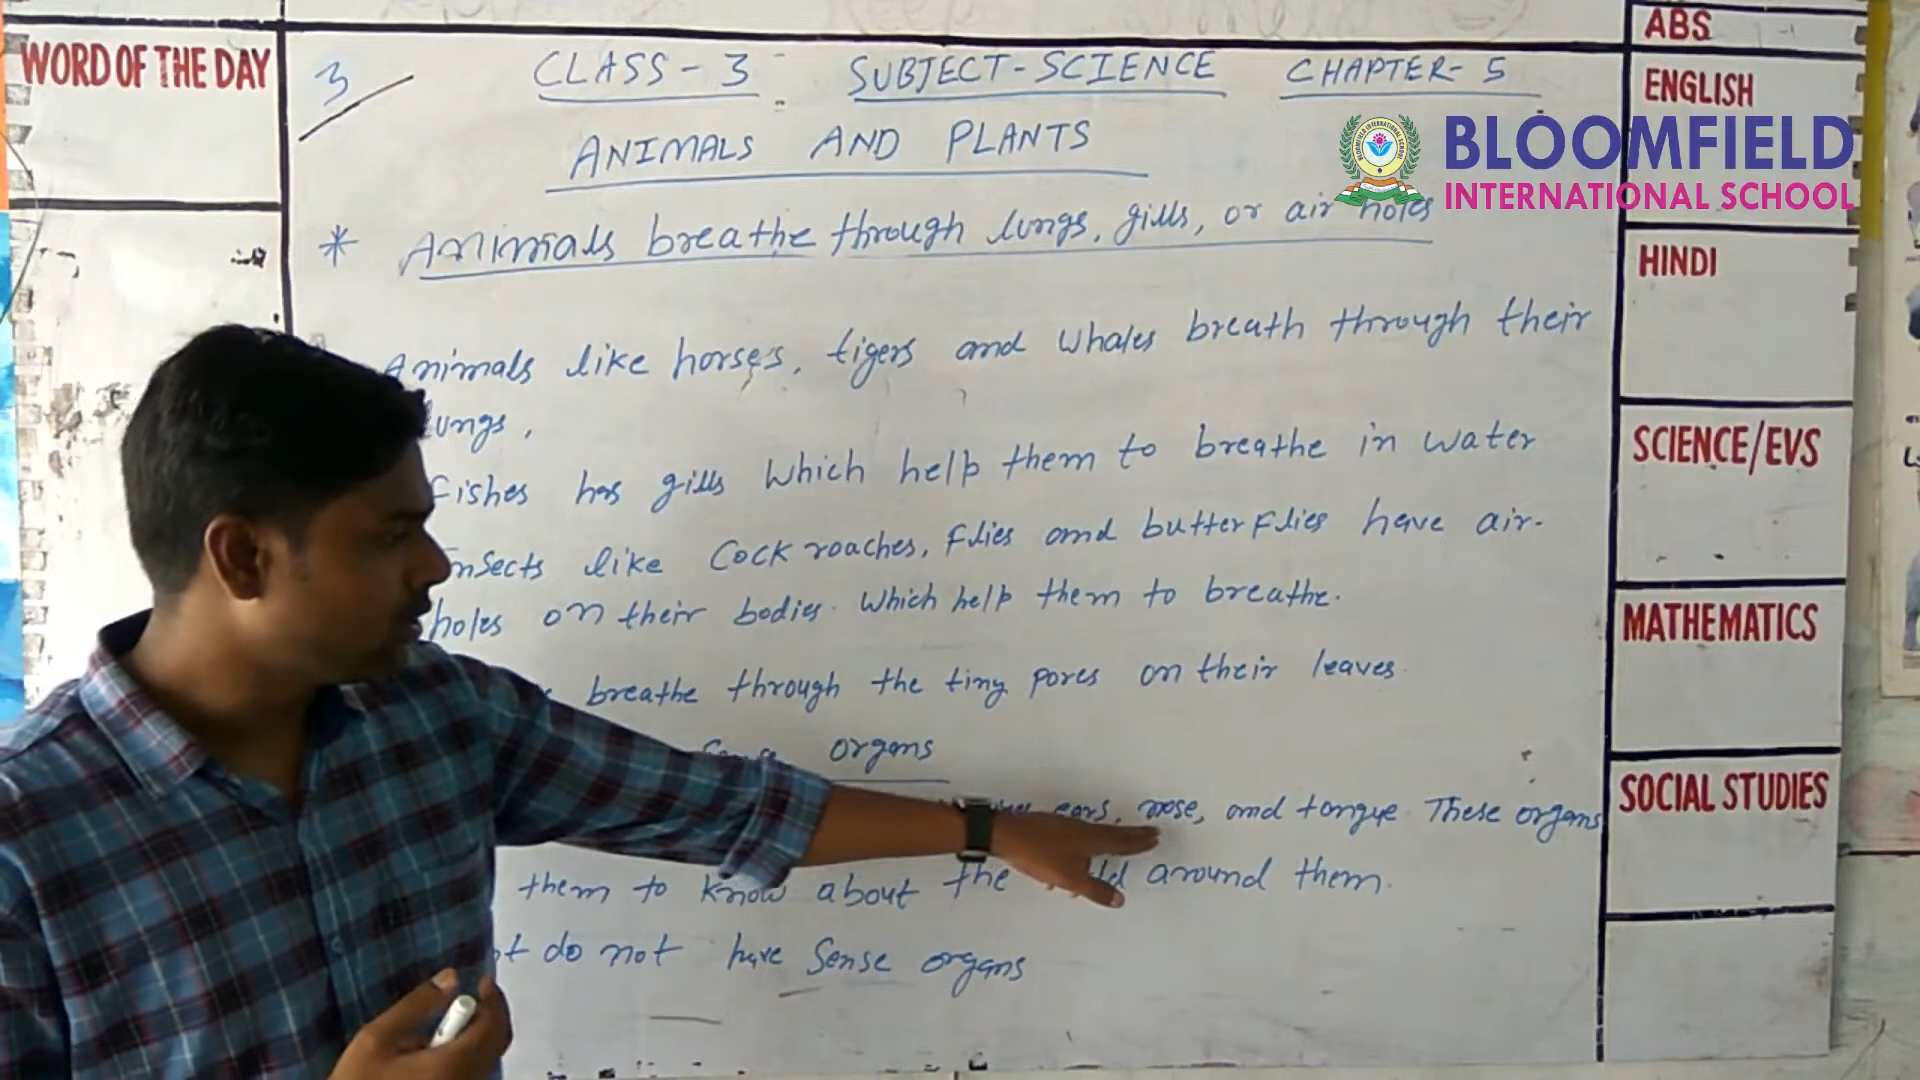 WORD OF THE DAY
3
CLASS - 3 SUBJECT-SCIENCE CHAPTER- 5
ANIMALS AND PLANTS
* Animals breathe through lungs, gills, or air holes
Animals like horses, tigers and Whales breath through their
lungs,
Fishes has gills Which help them to breathe in water
Insects like Cockroaches, Flies and butterflies have air-
holes on their bodies. Which help them to breathe.
breathe through the tiny pores on their leaves
Sense organs
ears, nose, and tongue These organs
them to know about the around them.
do not have Sense organs
ABS
ENGLISH
HINDI
SCIENCE/EVS
MATHEMATICS
SOCIAL STUDIES
BLOOMFIELD
INTERNATIONAL SCHOOL